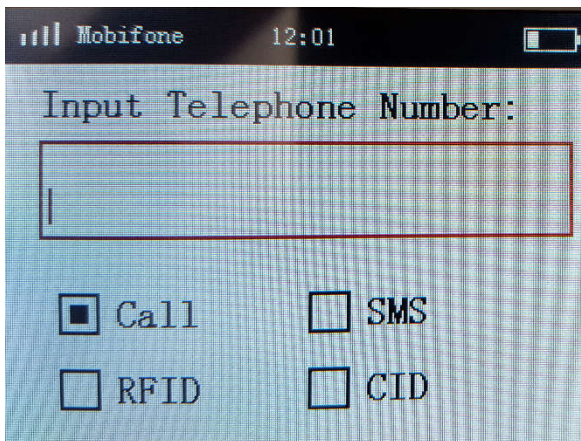 Mobifone 12:01
Input Telephone Number:
Call SMS
RFID CID